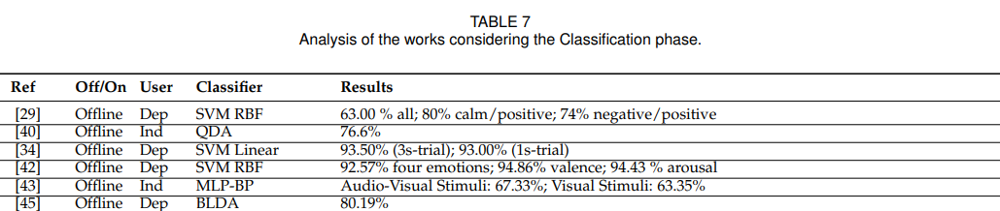 TABLE 7
Analysis of the works considering the Classification phase.
Ref Off/On User Classifier Results
[29] Offline Dep SVM RBF 63.00 % all; 80% calm/positive; 74% negative/positive
[40] Offline Ind QDA 76.6%
[34] Offline Dep SVM Linear 93.50% (3s-trial); 93.00% (1s-trial)
[42] Offline Dep SVM RBF 92.57% four emotions; 94.86% valence; 94.43 % arousal
[43] Offline Ind MLP-BP Audio-Visual Stimuli: 67.33%; Visual Stimuli: 63.35%
[45] Offline Dep BLDA 80.19%